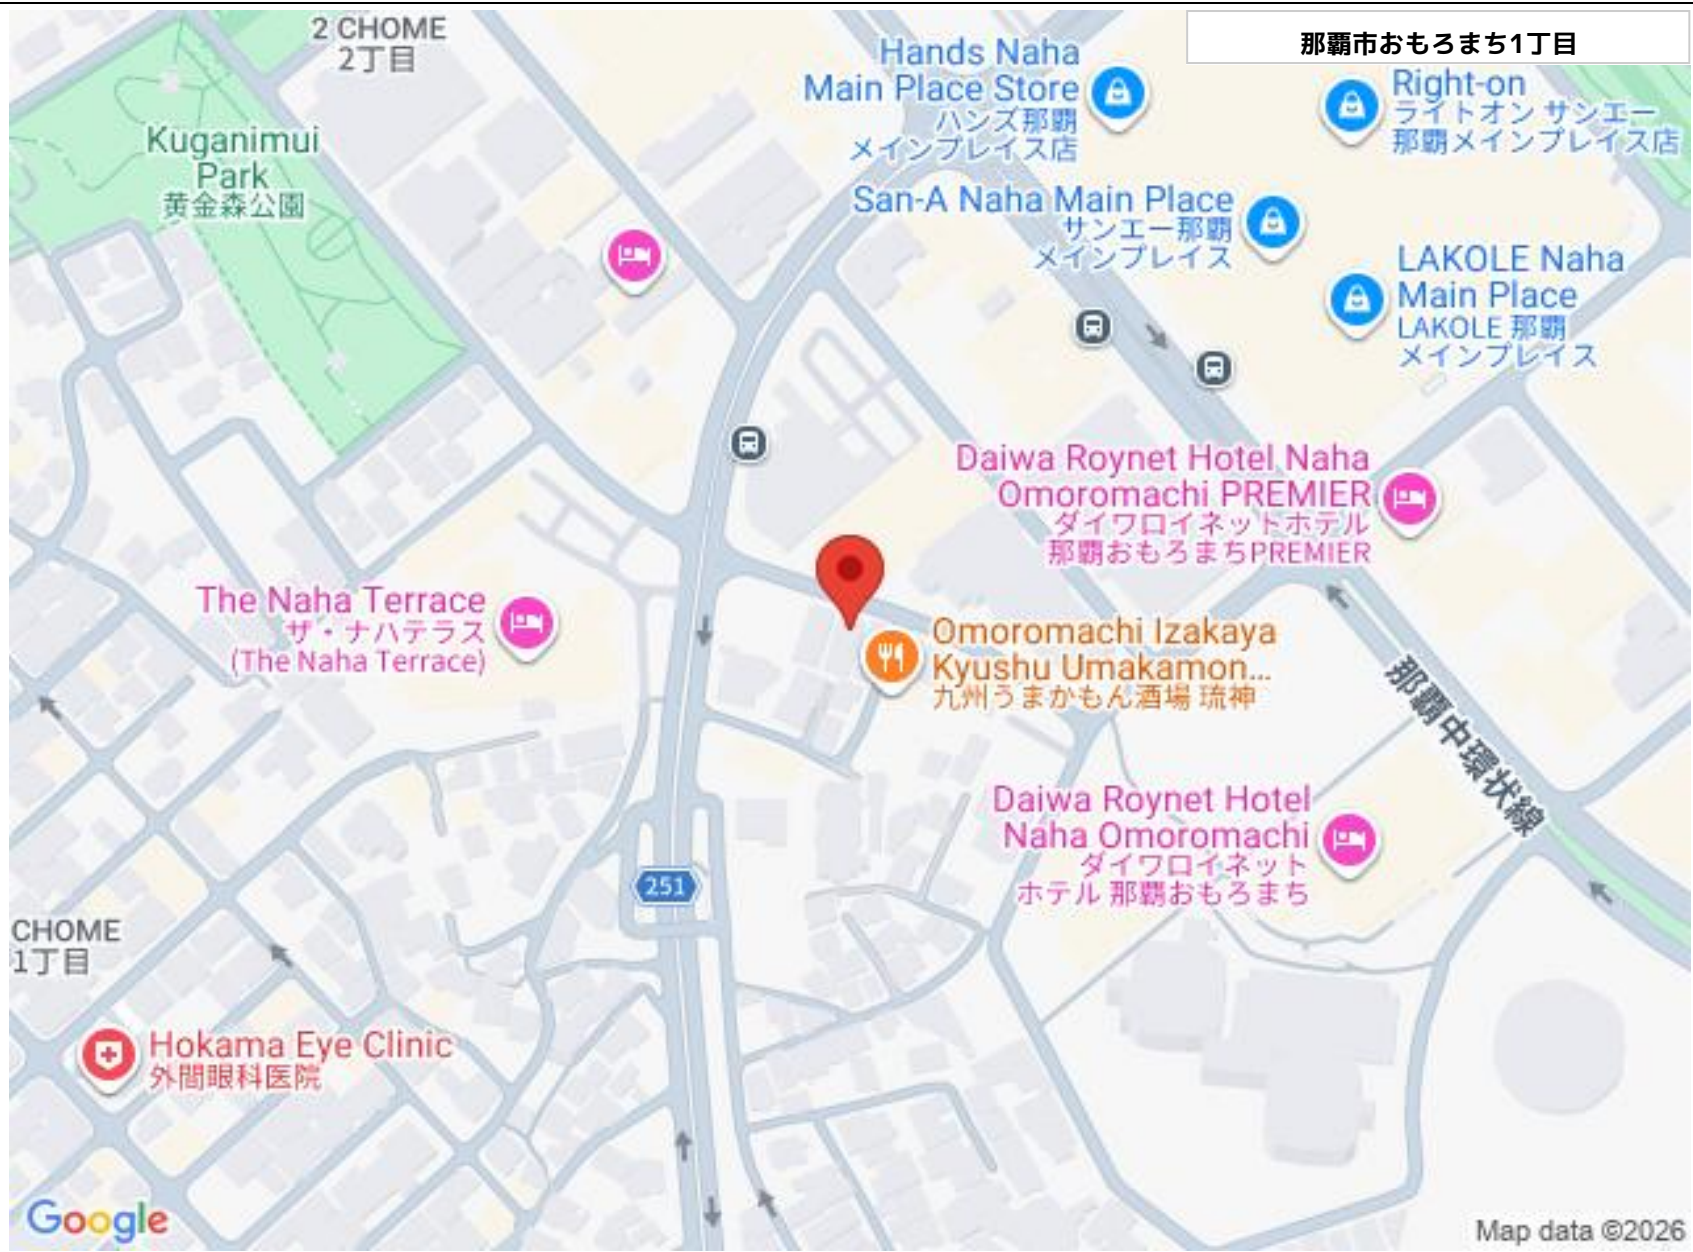 那覇市おもろまち1丁目
2 CHOME
2丁目
Hands Naha
Main Place Store
ハンズ那覇
メインプレイス店
Right-on
ライトオン サンエー
那覇メインプレイス店
Kuganimui
Park
黄金森公園
San-A Naha Main Place
サンエー那覇
メインプレイス
LAKOLE Naha
Main Place
LAKOLE 那覇
メインプレイス
Daiwa Roynet Hotel Naha
Omoromachi PREMIER
ダイワロイネットホテル
那覇おもろまちPREMIER
The Naha Terrace
ザ・ナハテラス
(The Naha Terrace)
Omoromachi Izakaya
Kyushu Umakamon...
九州うまかもん酒場 琉神
那覇中環状線
Daiwa Roynet Hotel
Naha Omoromachi
ダイワロイネット
ホテル 那覇おもろまち
251
CHOME
1丁目
Hokama Eye Clinic
外間眼科医院
Google
Map data ©2026